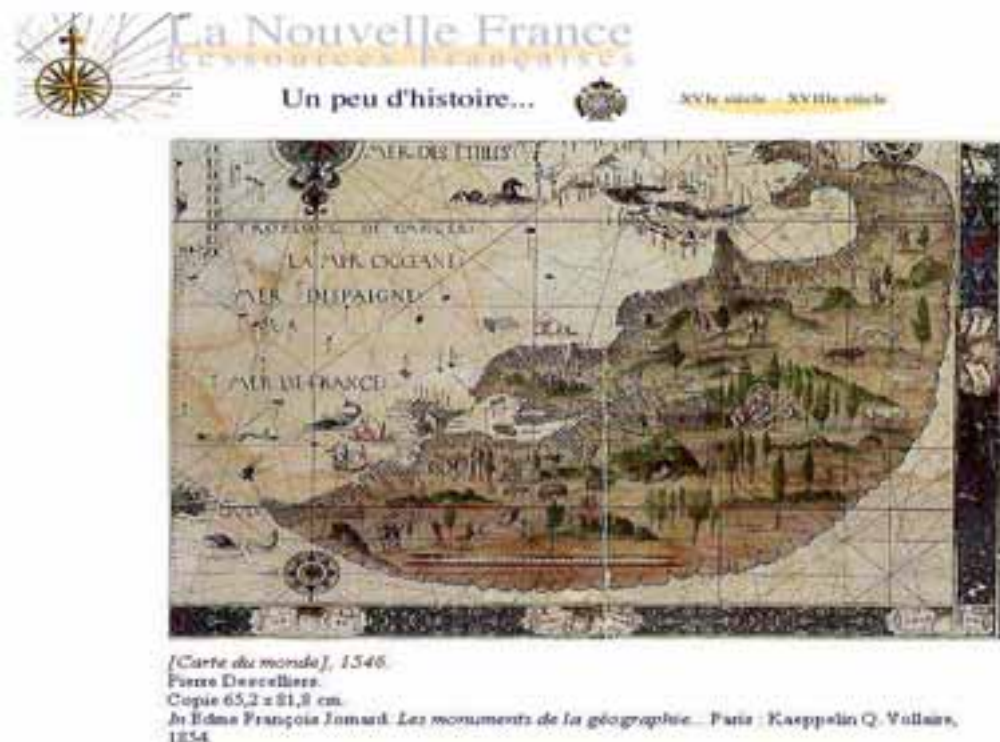 La Nouvelle France
Ressources Françaises
Un peu d'histoire...
XVIe siècle - XVIIIe siècle
MER DES
LA MER OCCEANE
MER DESPAIGNE
MER DE FRANCE
[Carte du monde], 1546.
Pierre Descelliers.
Copie 65,2 x 81,8 cm.
In Edme François Jomard. Les monuments de la géographie... Paris : Kaeppelin Q. Voltaire,
1854.